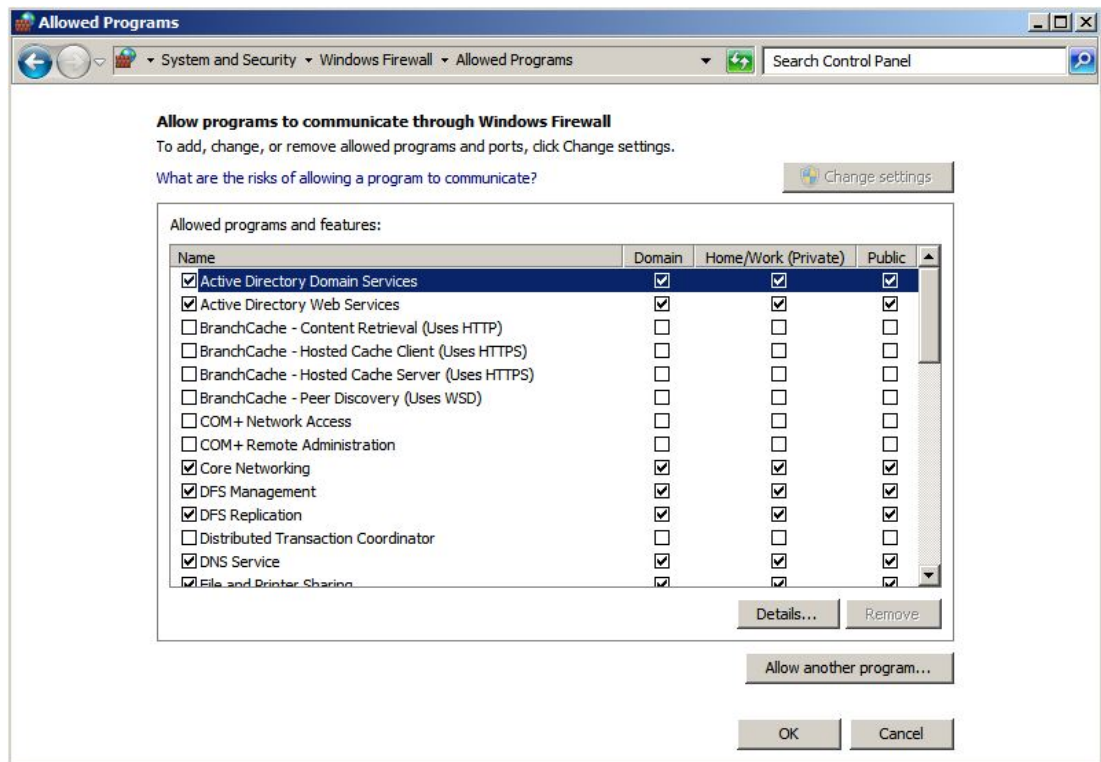 Allowed Programs
System and Security Windows Firewall Allowed Programs Search Control Panel
Allow programs to communicate through Windows Firewall
To add, change, or remove allowed programs and ports, click Change settings.
What are the risks of allowing a program to communicate? Change settings
Allowed programs and features:
Name Domain Home/Work (Private) Public
Active Directory Domain Services
Active Directory Web Services
BranchCache - Content Retrieval (Uses HTTP)
BranchCache - Hosted Cache Client (Uses HTTPS)
BranchCache - Hosted Cache Server (Uses HTTPS)
BranchCache - Peer Discovery (Uses WSD)
COM+ Network Access
COM+ Remote Administration
Core Networking
DFS Management
DFS Replication
Distributed Transaction Coordinator
DNS Service
File and Printer Sharing
Details... Remove
Allow another program...
OK Cancel